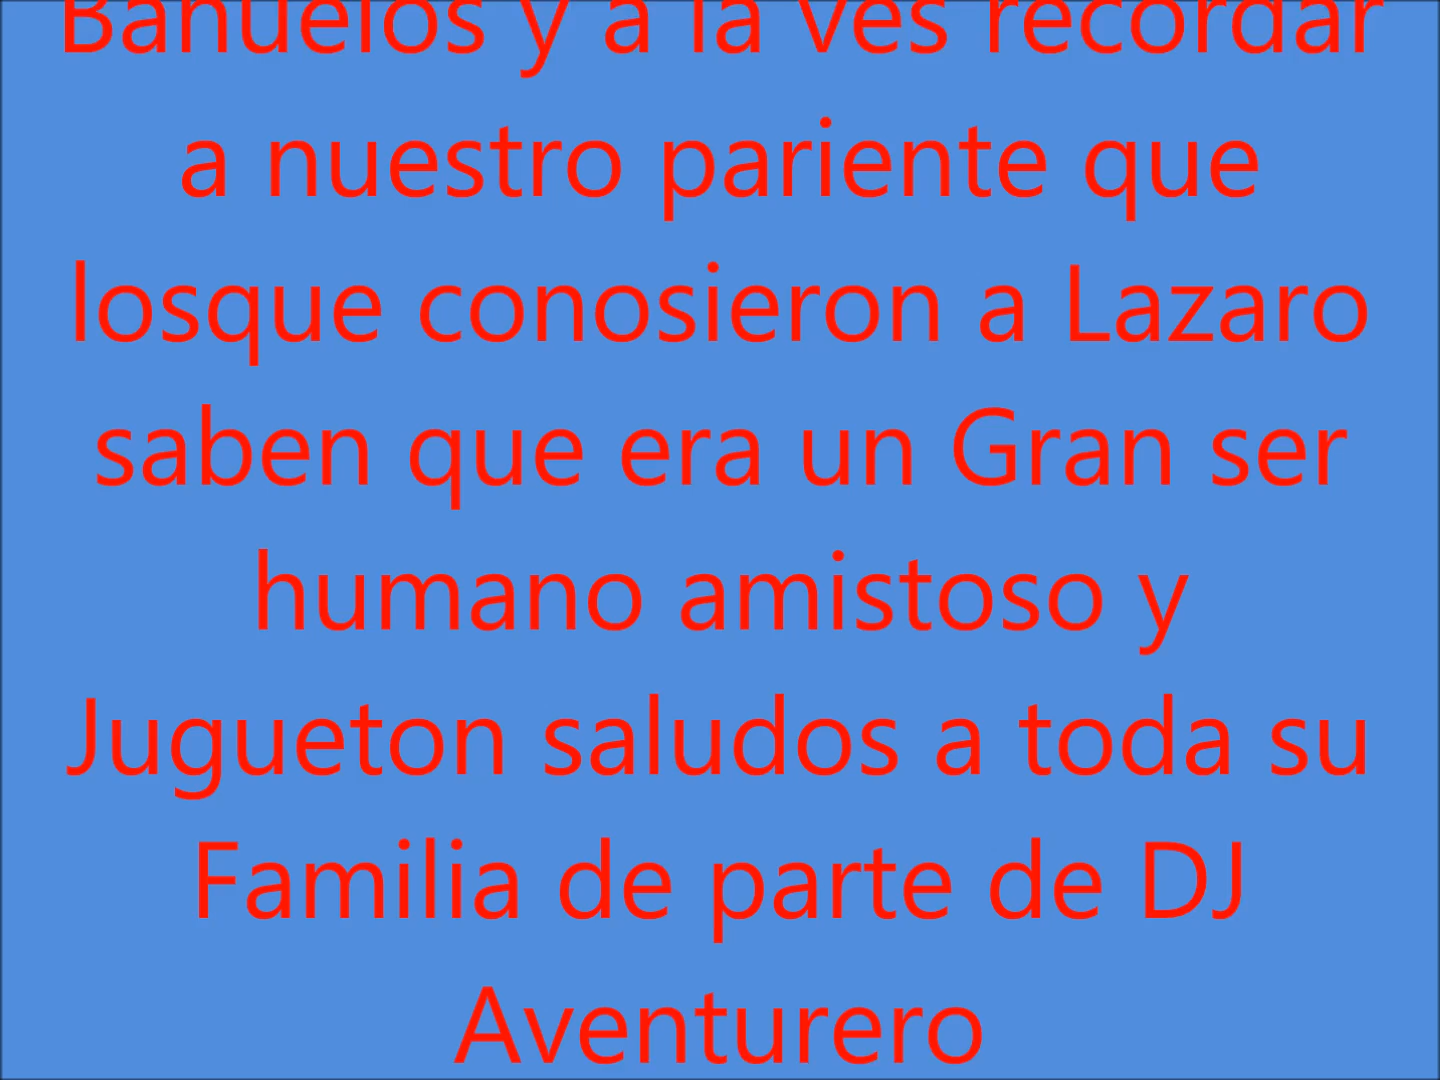 Banuelos y a la ves recordar
a nuestro pariente que
losque conosieron a Lazaro
saben que era un Gran ser
humano amistoso y
Jugueton saludos a toda su
Familia de parte de DJ
Aventurero